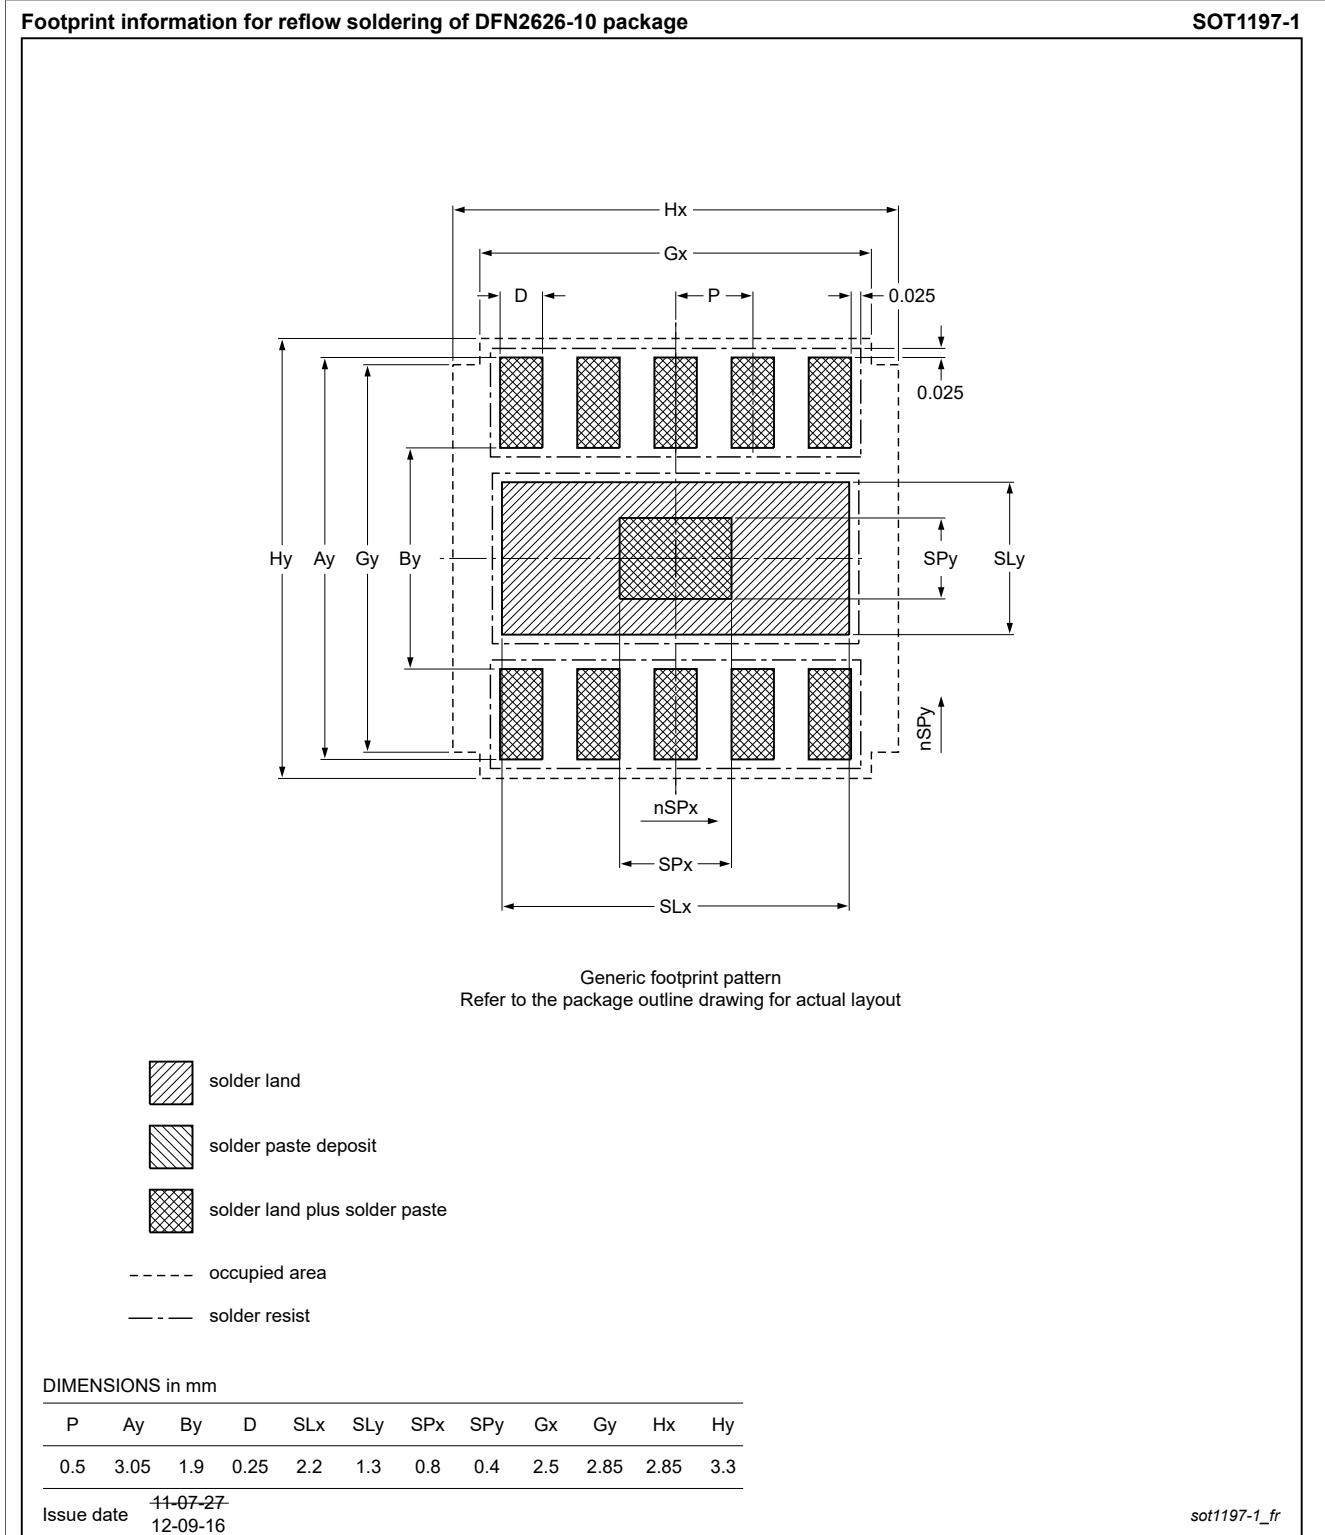 Footprint information for reflow soldering of DFN2626-10 package SOT1197-1
Hx
Gx
D P 0.025
0.025
Hy Ay Gy By SPy SLy
nSPy
nSPx
SPx
SLx
Generic footprint pattern
Refer to the package outline drawing for actual layout
solder land
solder paste deposit
solder land plus solder paste
occupied area
solder resist
DIMENSIONS in mm
P Ay By D SLx SLy SPx SPy Gx Gy Hx Hy
0.5 3.05 1.9 0.25 2.2 1.3 0.8 0.4 2.5 2.85 2.85 3.3
Issue date 11-07-27
12-09-16
sot1197-1_fr